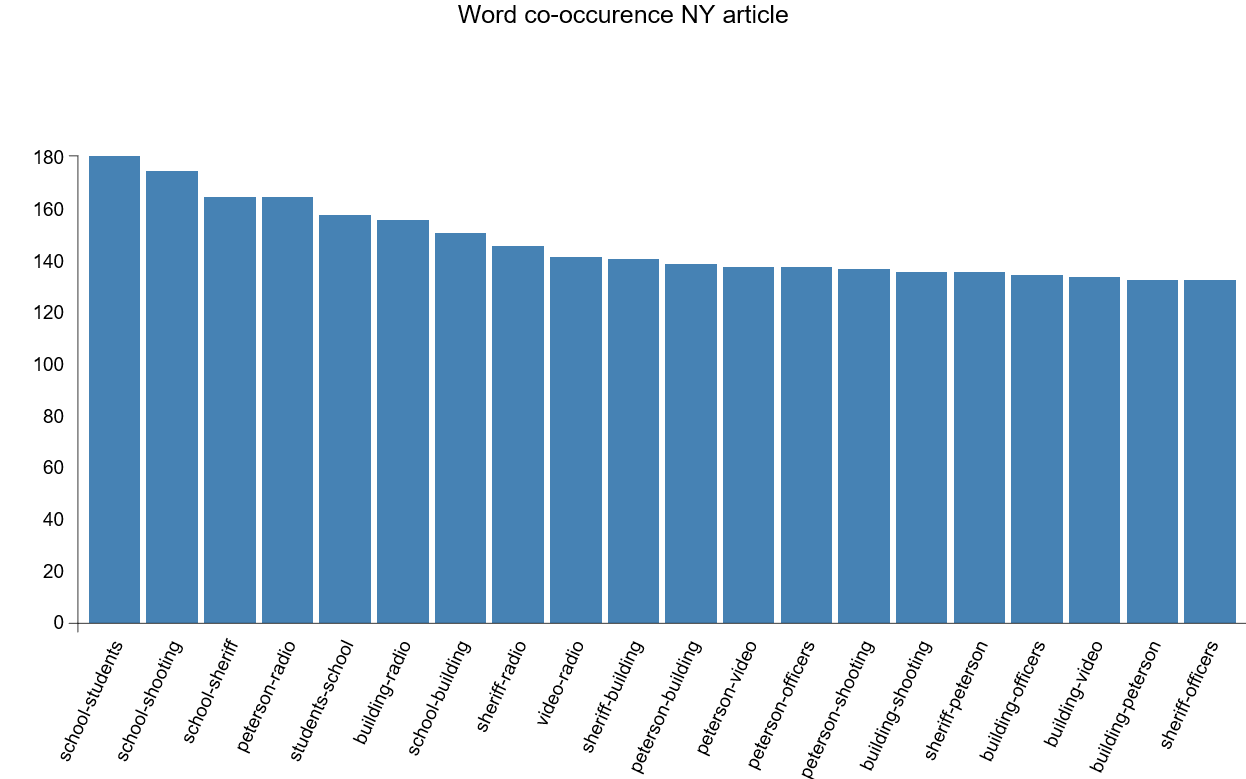 Word co-occurence NY article
180
160
140
120
100
80
60
40
20
0
school-students
school-shooting
school-sheriff
peterson-radio
students-school
building-radio
school-building
sheriff-radio
video-radio
sheriff-building
peterson-building
peterson-video
peterson-officers
peterson-shooting
building-shooting
sheriff-peterson
building-officers
building-video
building-peterson
sheriff-officers